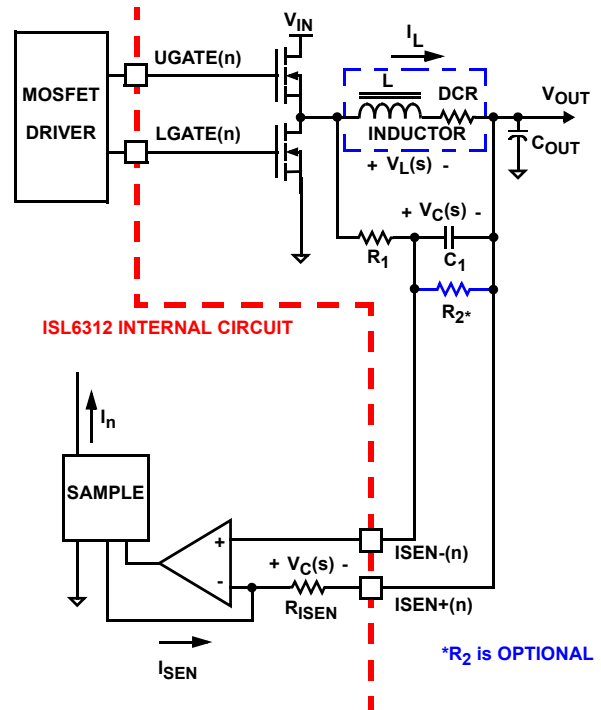 V_IN
I_L
UGATE(n)
MOSFET
DRIVER
L
DCR
V_OUT
LGATE(n)
INDUCTOR
C_OUT
+ V_L(s) -
+ V_C(s) -
R_1
C_1
R_2*
ISL6312 INTERNAL CIRCUIT
I_n
SAMPLE
+
-
+ V_C(s) -
ISEN-(n)
R_ISEN
ISEN+(n)
I_SEN
*R_2 is OPTIONAL